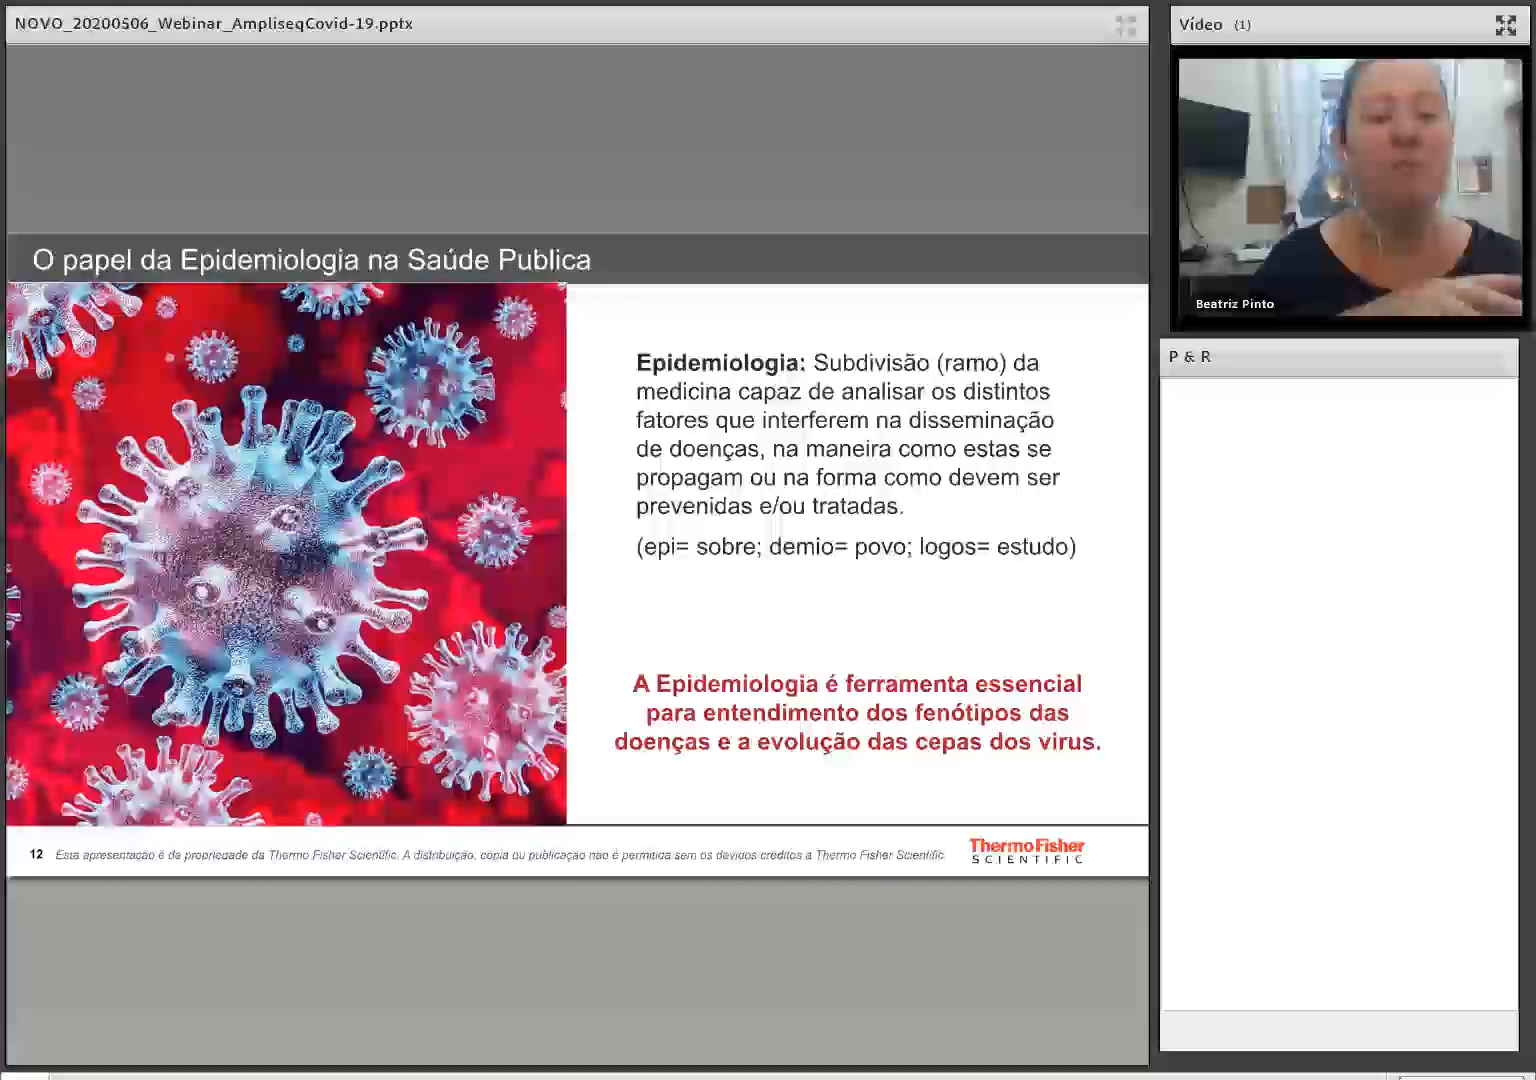 NOVO_20200506_Webinar_AmpliseqCovid-19.pptx
Vídeo (1)
Beatriz Pinto
P & R
O papel da Epidemiologia na Saúde Publica
Epidemiologia: Subdivisão (ramo) da
medicina capaz de analisar os distintos
fatores que interferem na disseminação
de doenças, na maneira como estas se
propagam ou na forma como devem ser
prevenidas e/ou tratadas.
(epi= sobre; demio= povo; logos= estudo)
A Epidemiologia é ferramenta essencial
para entendimento dos fenótipos das
doenças e a evolução das cepas dos virus.
12 Esta apresentação é de propriedade da Thermo Fisher Scientific. A distribuição, cópia ou publicação não é permitida sem os devidos créditos a Thermo Fisher Scientific
ThermoFisher
SCIENTIFIC